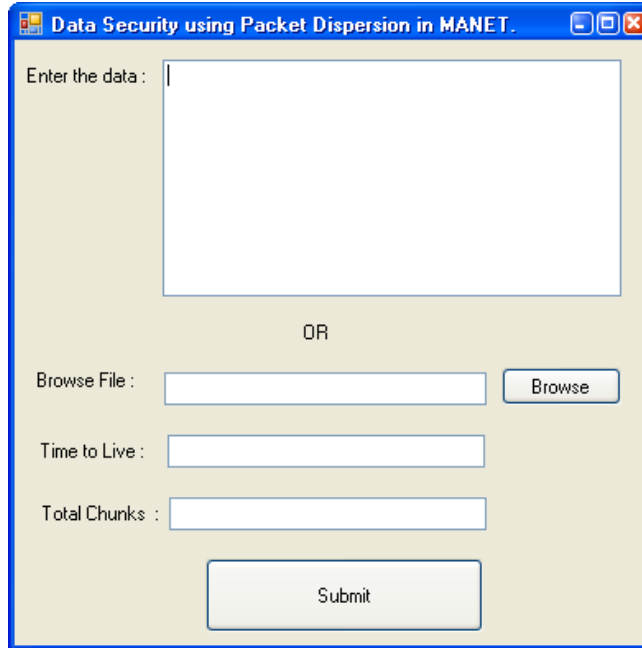 Data Security using Packet Dispersion in MANET.
Enter the data :
OR
Browse File :
Browse
Time to Live :
Total Chunks :
Submit